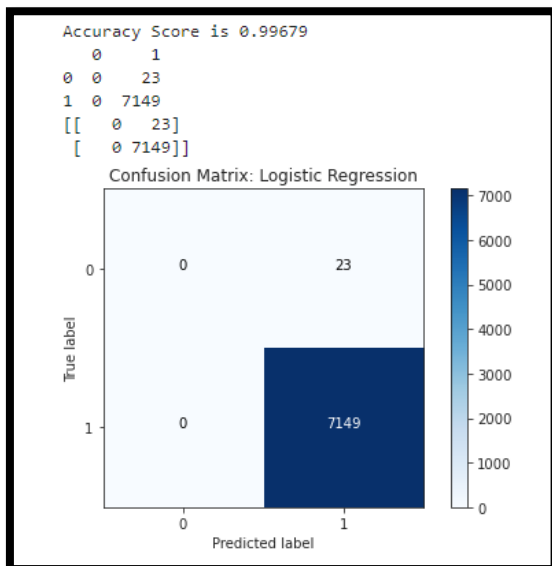 Accuracy Score is 0.99679
0 1
0 0 23
1 0 7149
[[ 0 23]
[ 0 7149]]
Confusion Matrix: Logistic Regression
7000
6000
5000
4000
3000
2000
1000
0
True label
0
1
0
23
0
7149
0
1
Predicted label